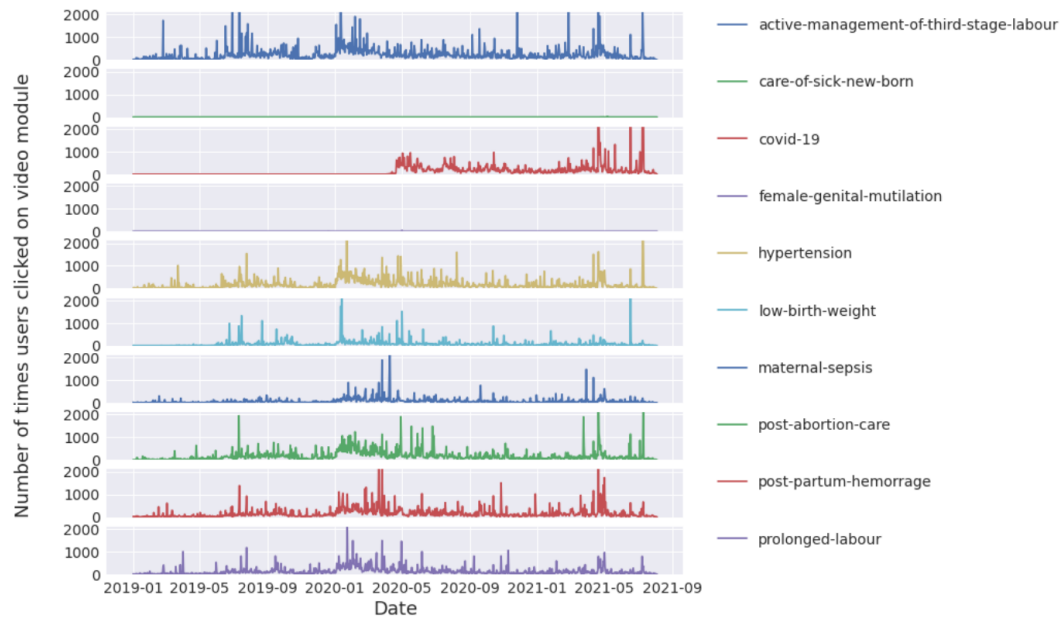 Number of times users clicked on video module
2000
1000
0
active-management-of-third-stage-labour
2000
1000
0
care-of-sick-new-born
2000
1000
0
covid-19
2000
1000
0
female-genital-mutilation
2000
1000
0
hypertension
2000
1000
0
low-birth-weight
2000
1000
0
maternal-sepsis
2000
1000
0
post-abortion-care
2000
1000
0
post-partum-hemorrage
2000
1000
0
prolonged-labour
2019-01 2019-05 2019-09 2020-01 2020-05 2020-09 2021-01 2021-05 2021-09
Date